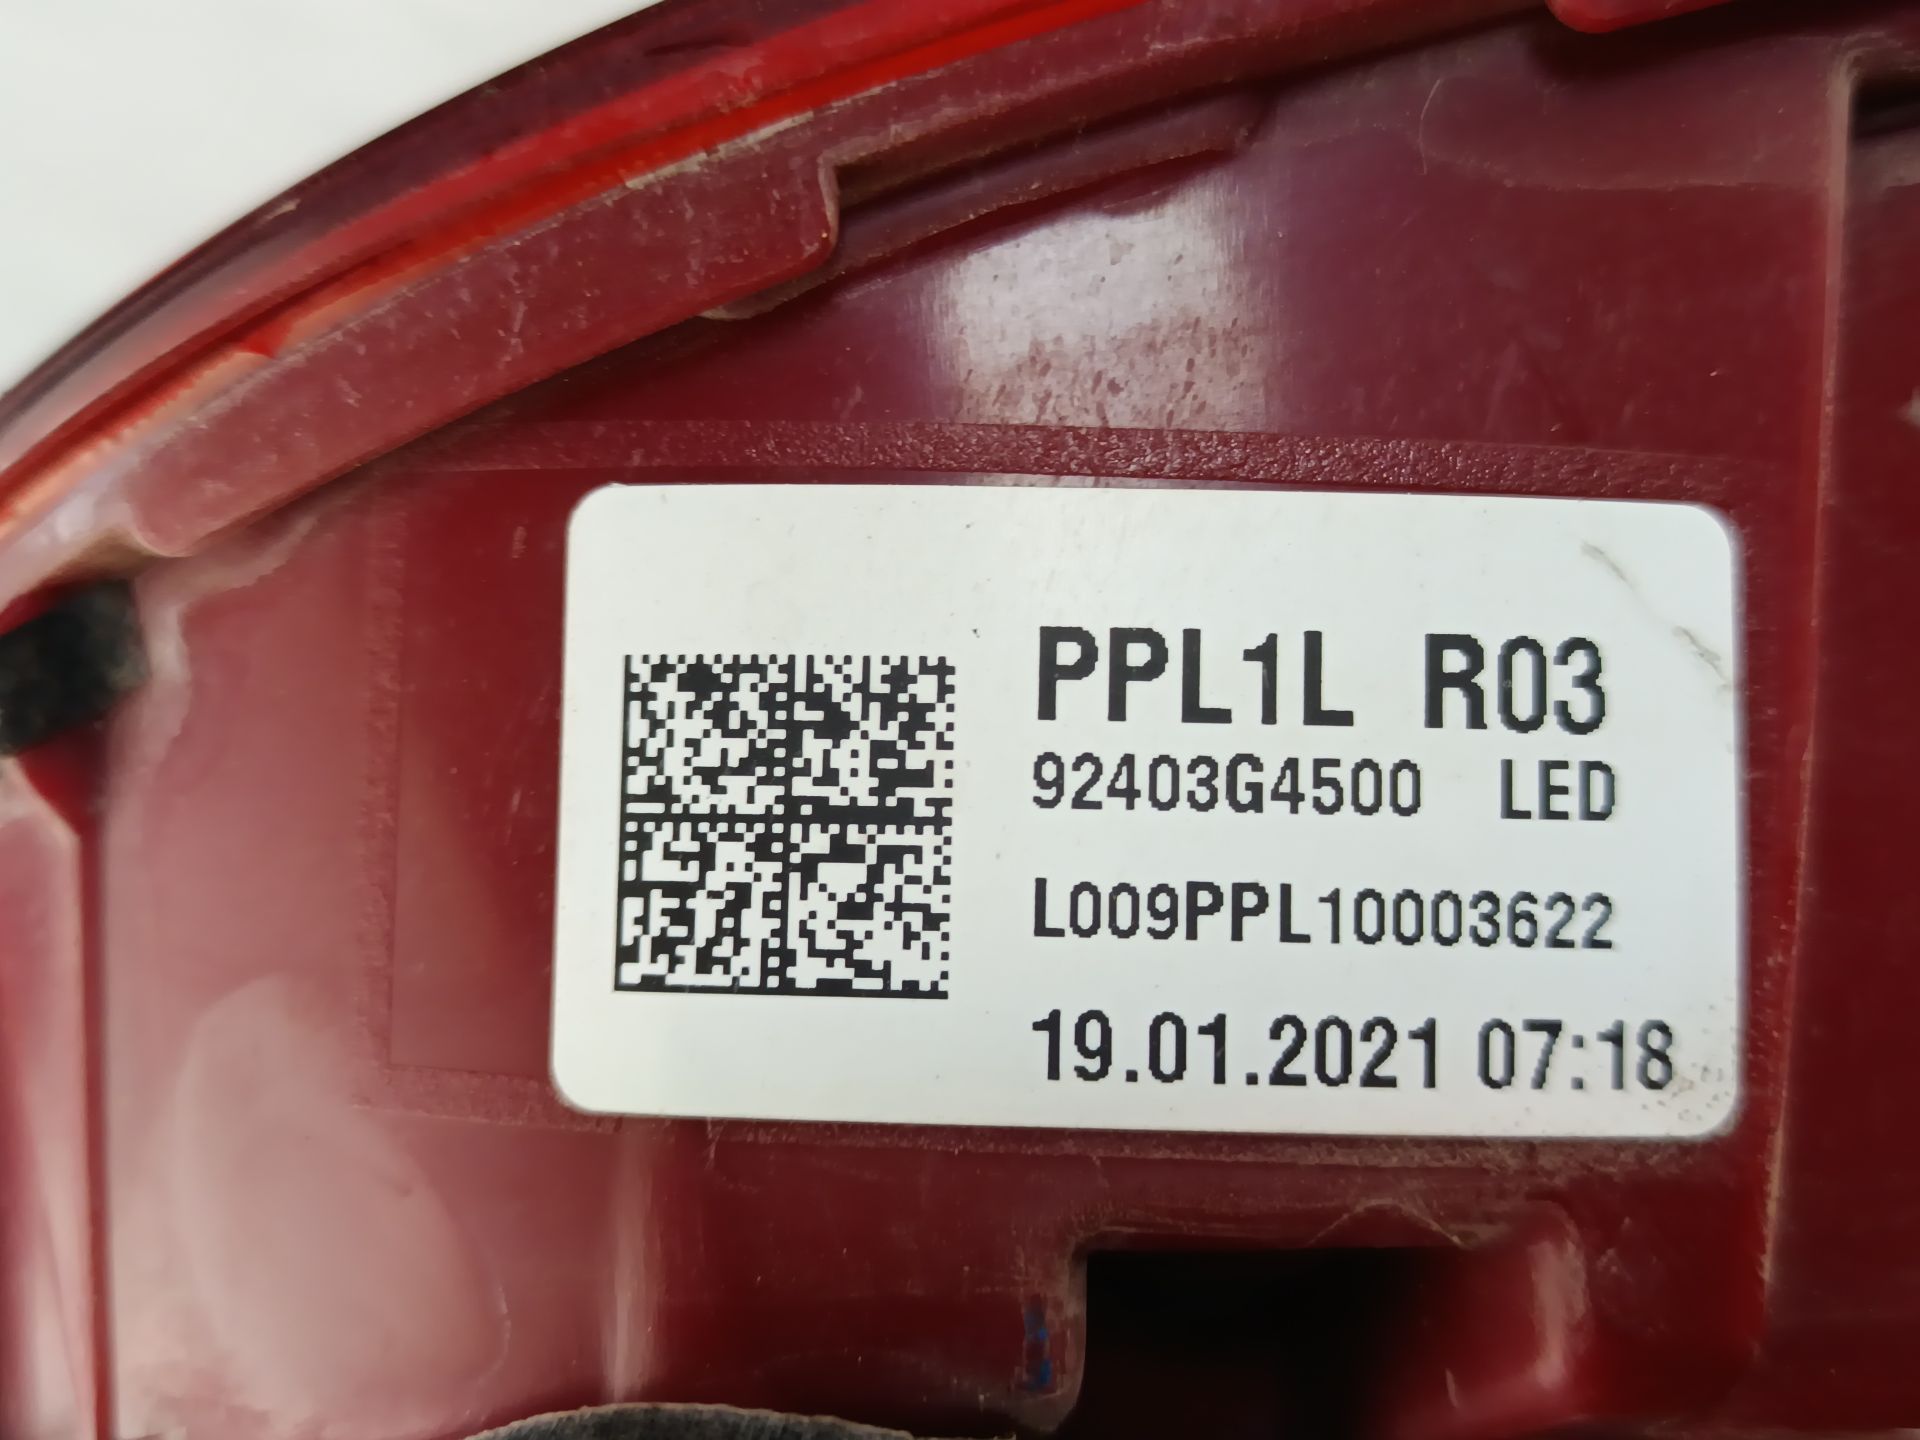 PPL1L R03
92403G4500 LED
L009PPL10003622
19.01.2021 07:18